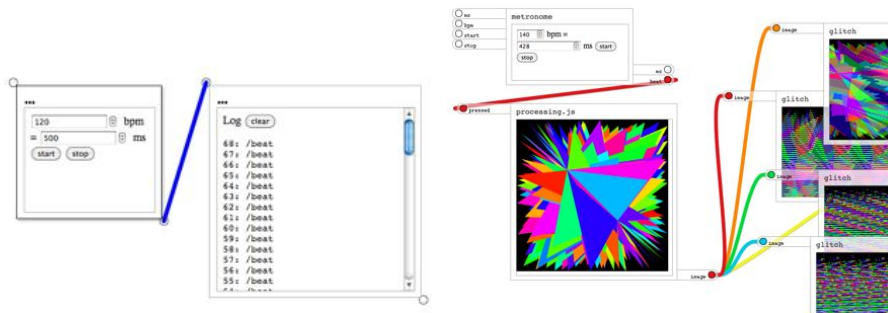 120 bpm
= 500 ms
start stop
Log clear
68: /beat
67: /beat
66: /beat
65: /beat
64: /beat
63: /beat
62: /beat
61: /beat
60: /beat
59: /beat
58: /beat
57: /beat
56: /beat
55: /beat
ms
bpm
start
stop
metronome
140 bpm =
428 ms start
stop
beat
pressed
processing.js
image
image
glitch
image
glitch
image
glitch
image
glitch